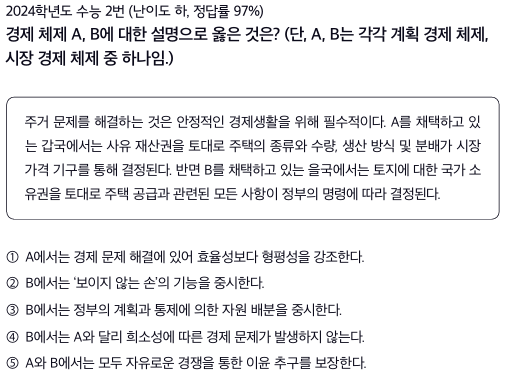 2024학년도 수능 2번 (난이도 하, 정답률 97%)
경제 체제 A, B에 대한 설명으로 옳은 것은? (단, A, B는 각각 계획 경제 체제,
시장 경제 체제 중 하나임.)
주거 문제를 해결하는 것은 안정적인 경제생활을 위해 필수적이다. A를 채택하고 있
는 갑국에서는 사유 재산권을 토대로 주택의 종류와 수량, 생산 방식 및 분배가 시장
가격 기구를 통해 결정된다. 반면 B를 채택하고 있는 을국에서는 토지에 대한 국가 소
유권을 토대로 주택 공급과 관련된 모든 사항이 정부의 명령에 따라 결정된다.
① A에서는 경제 문제 해결에 있어 효율성보다 형평성을 강조한다.
② B에서는 ‘보이지 않는 손’의 기능을 중시한다.
③ B에서는 정부의 계획과 통제에 의한 자원 배분을 중시한다.
④ B에서는 A와 달리 희소성에 따른 경제 문제가 발생하지 않는다.
⑤ A와 B에서는 모두 자유로운 경쟁을 통한 이윤 추구를 보장한다.